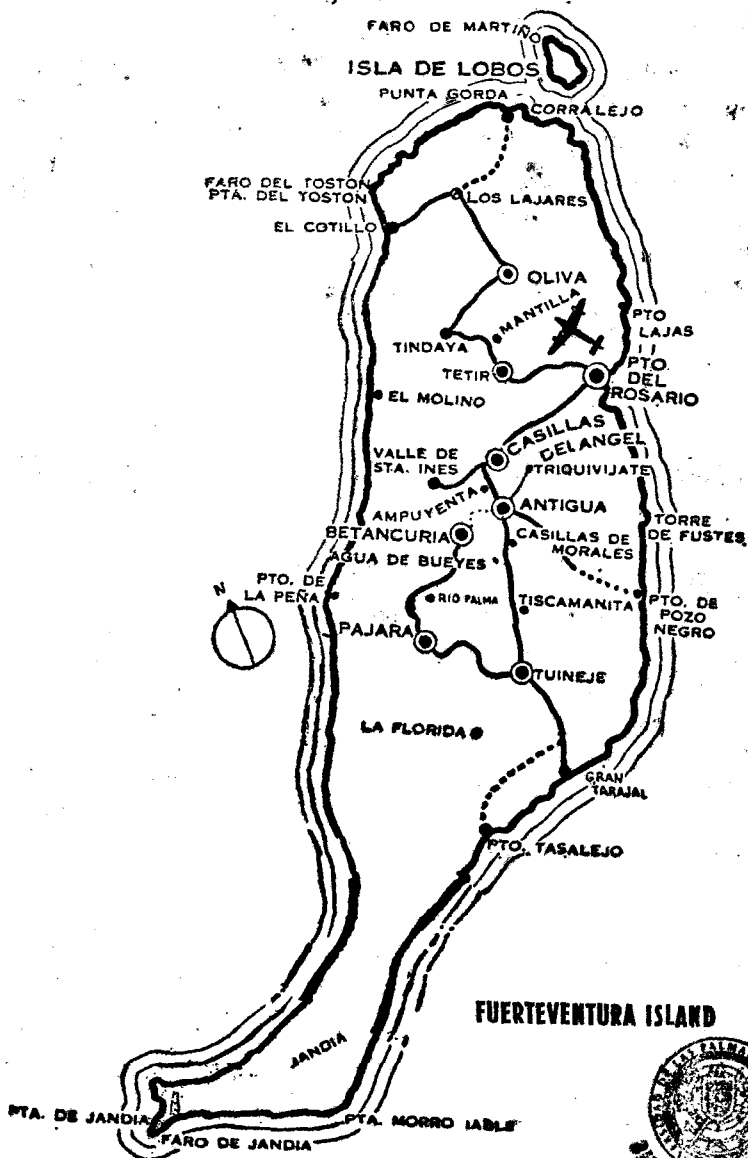 FARO DE MARTIÑO
ISLA DE LOBOS
PUNTA GORDA
CORRALEJO
FARO DEL TOSTON
PTA. DEL TOSTON
LOS LAJARES
EL COTILLO
OLIVA
MANTILLA
PTO
LAJAS
TINDAYA
TETIR
PTO.
DEL
ROSARIO
EL MOLINO
CASILLAS
DEL ANGEL
VALLE DE
STA. INES
TRIQUIVIJATE
AMPUYENTA
ANTIGUA
BETANCURIA
CASILLAS DE
MORALES
TORRE
DE FUSTES
AGUA DE BUEYES
PTO. DE
LA PEÑA
N
RIO PALMA
TISCAMANITA
PTO. DE
POZO
NEGRO
PAJARA
TUINEJE
LA FLORIDA
GRAN
TARAJAL
PTO. TASALEJO
FUERTEVENTURA ISLAND
JANDIA
PTA. DE JANDIA
FARO DE JANDIA
PTA. MORRO JABLE
LAS PALMA